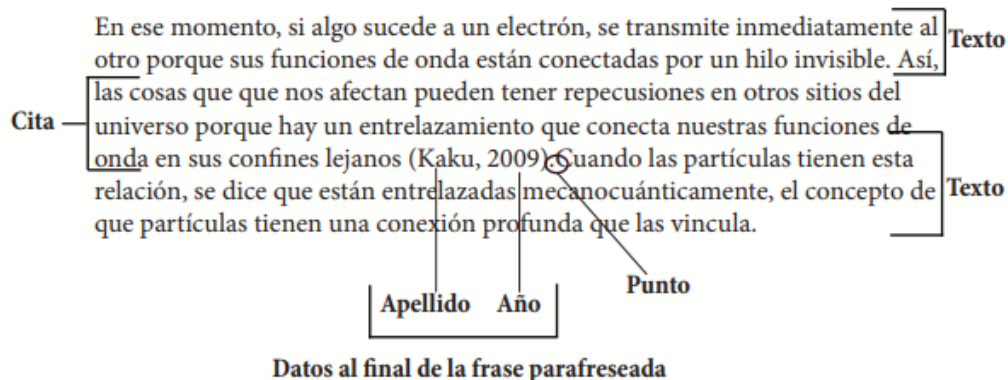 En ese momento, si algo sucede a un electrón, se transmite inmediatamente al
Texto
otro porque sus funciones de onda están conectadas por un hilo invisible. Así,
las cosas que que nos afectan pueden tener repecusiones en otros sitios del
Cita
universo porque hay un entrelazamiento que conecta nuestras funciones de
onda en sus confines lejanos (Kaku, 2009). Cuando las partículas tienen esta
relación, se dice que están entrelazadas mecanocuánticamente, el concepto de
Texto
que partículas tienen una conexión profunda que las vincula.
Punto
Apellido Año
Datos al final de la frase parafreseada